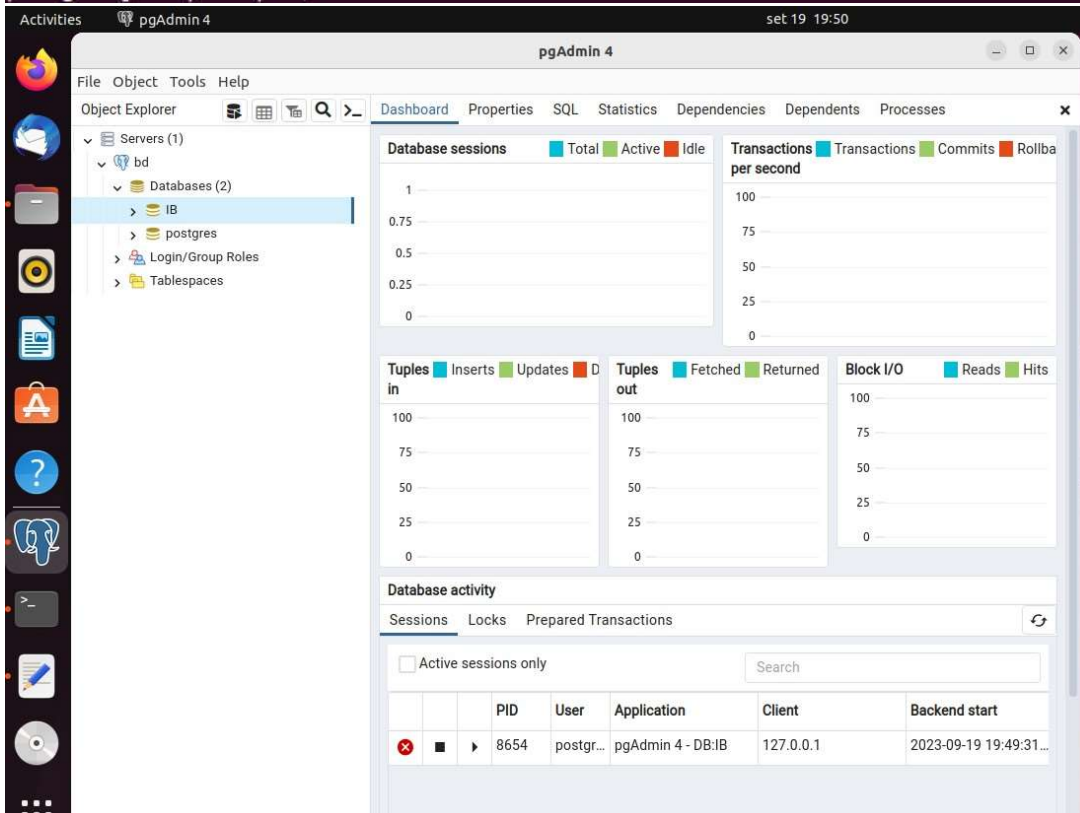 Activities pgAdmin 4 set 19 19:50
pgAdmin 4
File Object Tools Help
Object Explorer
Dashboard Properties SQL Statistics Dependencies Dependents Processes
Servers (1)
bd
Databases (2)
IB
postgres
Login/Group Roles
Tablespaces
Database sessions Total Active Idle
1
0.75
0.5
0.25
0
Transactions per second Transactions Commits Rollba
100
75
50
25
0
Tuples in Inserts Updates D
100
75
50
25
0
Tuples out Fetched Returned
100
75
50
25
0
Block I/O Reads Hits
100
75
50
25
0
Database activity
Sessions Locks Prepared Transactions
Active sessions only Search
PID User Application Client Backend start
8654 postgr... pgAdmin 4 - DB:IB 127.0.0.1 2023-09-19 19:49:31...